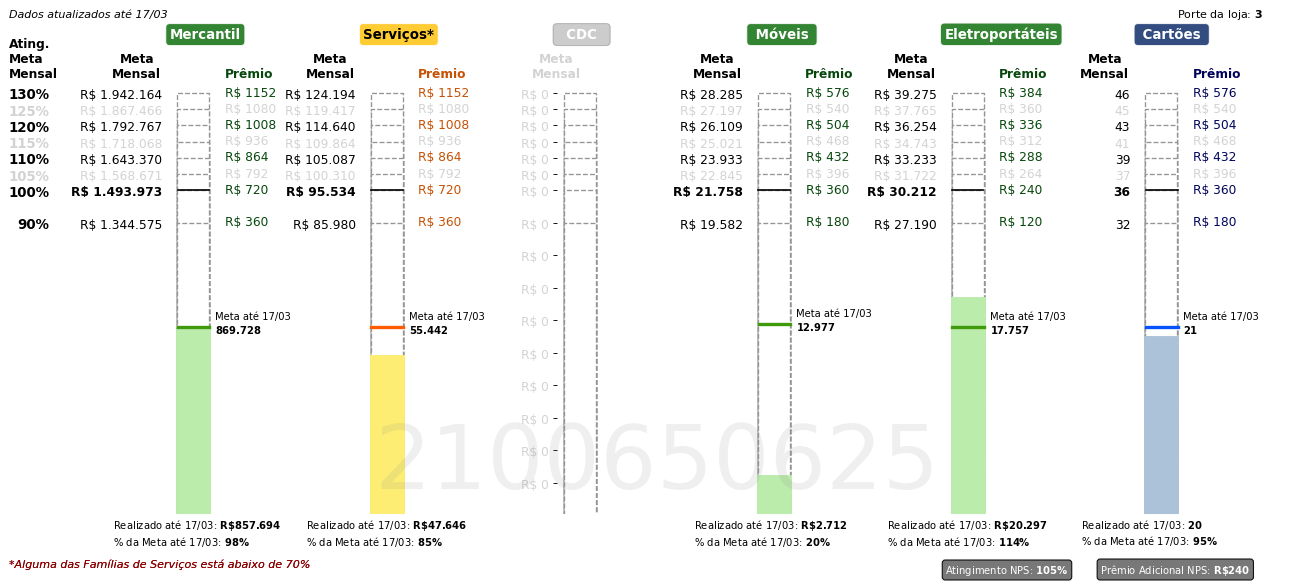 Dados atualizados até 17/03
Porte da loja: 3
Mercantil Serviços* CDC Móveis Eletroportáteis Cartões
Ating. Meta Mensal
Meta Mensal Prêmio Meta Mensal Prêmio Meta Mensal Meta Mensal Prêmio Meta Mensal Prêmio Meta Mensal Prêmio
130% R$ 1.942.164 R$ 1152 R$ 124.194 R$ 1152 R$ 0 R$ 28.285 R$ 576 R$ 39.275 R$ 384 46 R$ 576
125% R$ 1.867.466 R$ 1080 R$ 119.417 R$ 1080 R$ 0 R$ 27.197 R$ 540 R$ 37.765 R$ 360 45 R$ 540
120% R$ 1.792.767 R$ 1008 R$ 114.640 R$ 1008 R$ 0 R$ 26.109 R$ 504 R$ 36.254 R$ 336 43 R$ 504
115% R$ 1.718.068 R$ 936 R$ 109.864 R$ 936 R$ 0 R$ 25.021 R$ 468 R$ 34.743 R$ 312 41 R$ 468
110% R$ 1.643.370 R$ 864 R$ 105.087 R$ 864 R$ 0 R$ 23.933 R$ 432 R$ 33.233 R$ 288 39 R$ 432
105% R$ 1.568.671 R$ 792 R$ 100.310 R$ 792 R$ 0 R$ 22.845 R$ 396 R$ 31.722 R$ 264 37 R$ 396
100% R$ 1.493.973 R$ 720 R$ 95.534 R$ 720 R$ 0 R$ 21.758 R$ 360 R$ 30.212 R$ 240 36 R$ 360
90% R$ 1.344.575 R$ 360 R$ 85.980 R$ 360 R$ 0 R$ 19.582 R$ 180 R$ 27.190 R$ 120 32 R$ 180
R$ 0
R$ 0
R$ 0
Meta até 17/03 Meta até 17/03 Meta até 17/03 Meta até 17/03 Meta até 17/03
869.728 55.442 12.977 17.757 21
R$ 0
R$ 0
R$ 0
R$ 0
R$ 0
2100650625
Realizado até 17/03: R$857.694 Realizado até 17/03: R$47.646 Realizado até 17/03: R$2.712 Realizado até 17/03: R$20.297 Realizado até 17/03: 20
% da Meta até 17/03: 98% % da Meta até 17/03: 85% % da Meta até 17/03: 20% % da Meta até 17/03: 114% % da Meta até 17/03: 95%
*Alguma das Famílias de Serviços está abaixo de 70%
Atingimento NPS: 105% Prêmio Adicional NPS: R$240